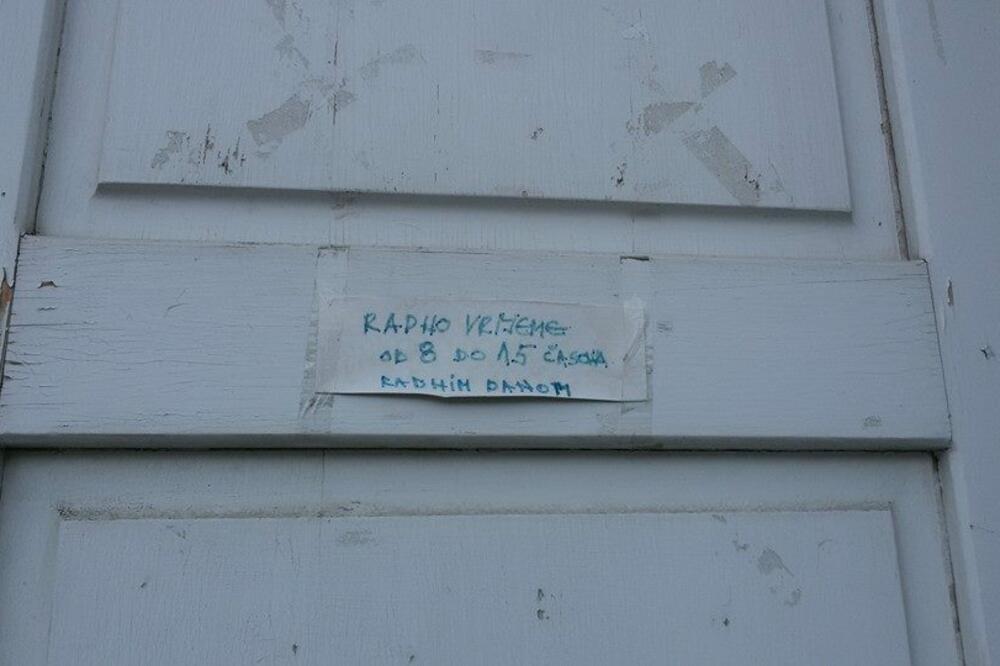 RADNO VRIJEME
OD 8 DO 15 ČASOVA
RADNIM DANOM